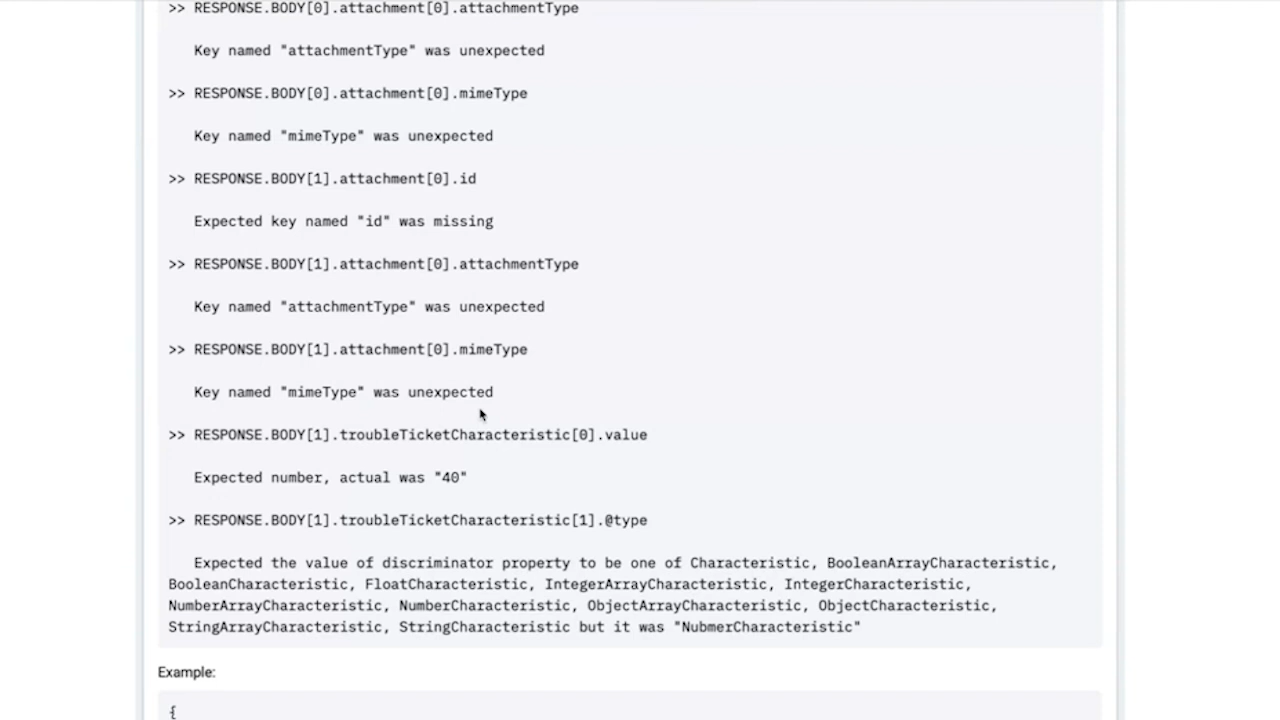 >> RESPONSE.BODY[0].attachment[0].attachmentType
Key named "attachmentType" was unexpected
>> RESPONSE.BODY[0].attachment[0].mimeType
Key named "mimeType" was unexpected
>> RESPONSE.BODY[1].attachment[0].id
Expected key named "id" was missing
>> RESPONSE.BODY[1].attachment[0].attachmentType
Key named "attachmentType" was unexpected
>> RESPONSE.BODY[1].attachment[0].mimeType
Key named "mimeType" was unexpected
>> RESPONSE.BODY[1].troubleTicketCharacteristic[0].value
Expected number, actual was "40"
>> RESPONSE.BODY[1].troubleTicketCharacteristic[1].@type
Expected the value of discriminator property to be one of Characteristic, BooleanArrayCharacteristic,
BooleanCharacteristic, FloatCharacteristic, IntegerArrayCharacteristic, IntegerCharacteristic,
NumberArrayCharacteristic, NumberCharacteristic, ObjectArrayCharacteristic, ObjectCharacteristic,
StringArrayCharacteristic, StringCharacteristic but it was "NubmerCharacteristic"
Example:
{